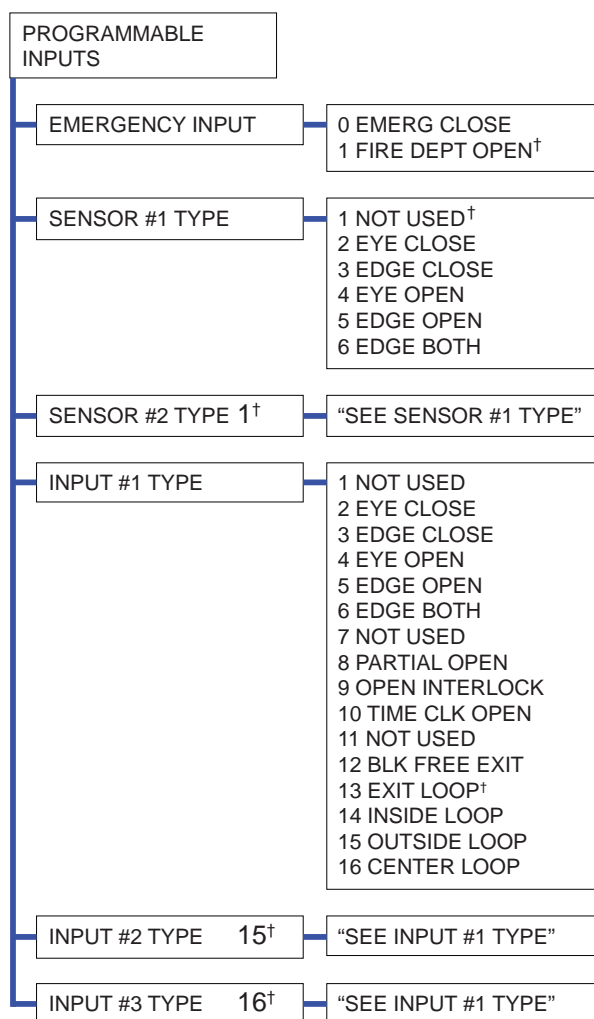 PROGRAMMABLE
INPUTS
EMERGENCY INPUT
0 EMERG CLOSE
1 FIRE DEPT OPEN†
SENSOR #1 TYPE
1 NOT USED†
2 EYE CLOSE
3 EDGE CLOSE
4 EYE OPEN
5 EDGE OPEN
6 EDGE BOTH
SENSOR #2 TYPE 1†
“SEE SENSOR #1 TYPE”
INPUT #1 TYPE
1 NOT USED
2 EYE CLOSE
3 EDGE CLOSE
4 EYE OPEN
5 EDGE OPEN
6 EDGE BOTH
7 NOT USED
8 PARTIAL OPEN
9 OPEN INTERLOCK
10 TIME CLK OPEN
11 NOT USED
12 BLK FREE EXIT
13 EXIT LOOP†
14 INSIDE LOOP
15 OUTSIDE LOOP
16 CENTER LOOP
INPUT #2 TYPE 15†
“SEE INPUT #1 TYPE”
INPUT #3 TYPE 16†
“SEE INPUT #1 TYPE”